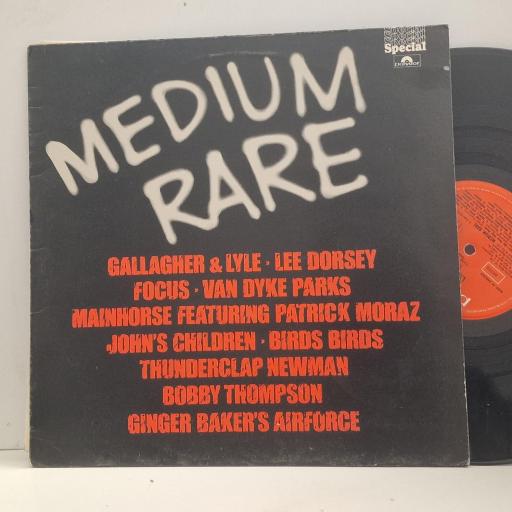 Special
polydor
MEDIUM
RARE
GALLAGHER & LYLE · LEE DORSEY
FOCUS · VAN DYKE PARKS
MAINHORSE FEATURING PATRICK MORAZ
JOHN'S CHILDREN · BIRDS BIRDS
THUNDERCLAP NEWMAN
BOBBY THOMPSON
GINGER BAKER'S AIRFORCE